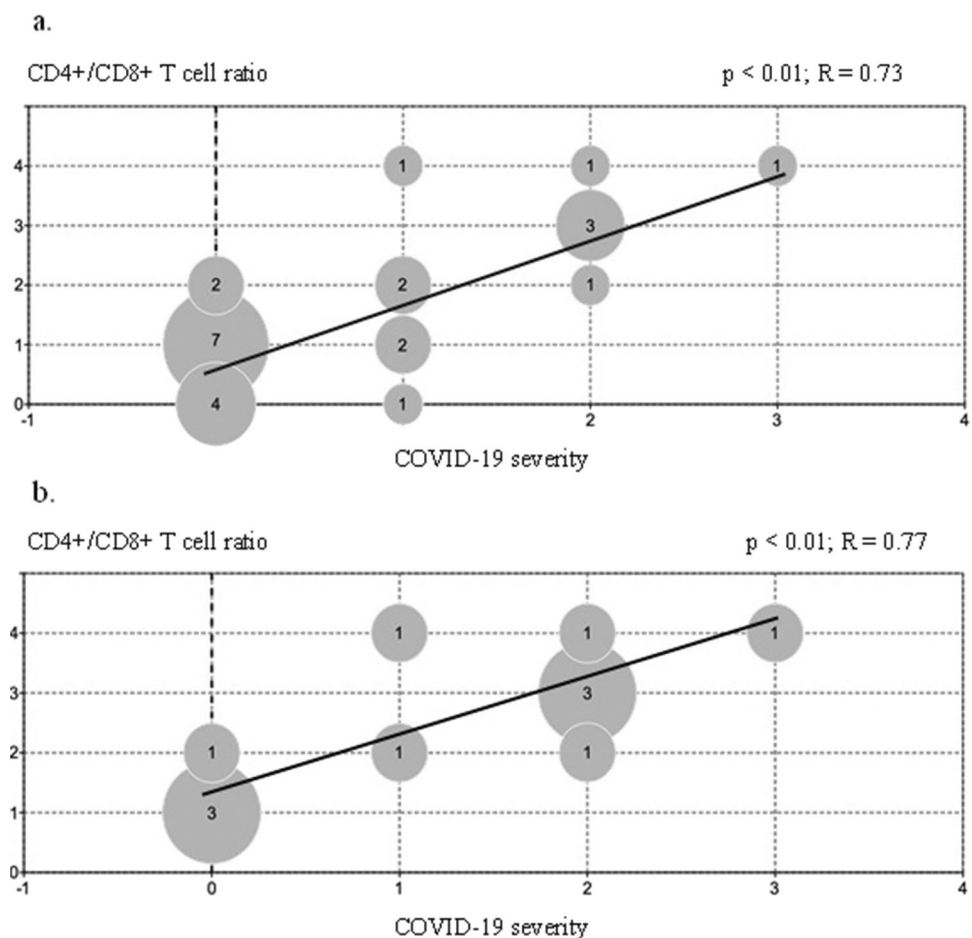 a.
CD4+/CD8+ T cell ratio p < 0.01; R = 0.73
4 1 1 1
3 3
2 2 2 1
1 7 2
0 4 1
-1 2 3 4
COVID-19 severity
b.
CD4+/CD8+ T cell ratio p < 0.01; R = 0.77
4 1 1 1
3 3
2 1 1 1
1 3
0
-1 0 1 2 3 4
COVID-19 severity